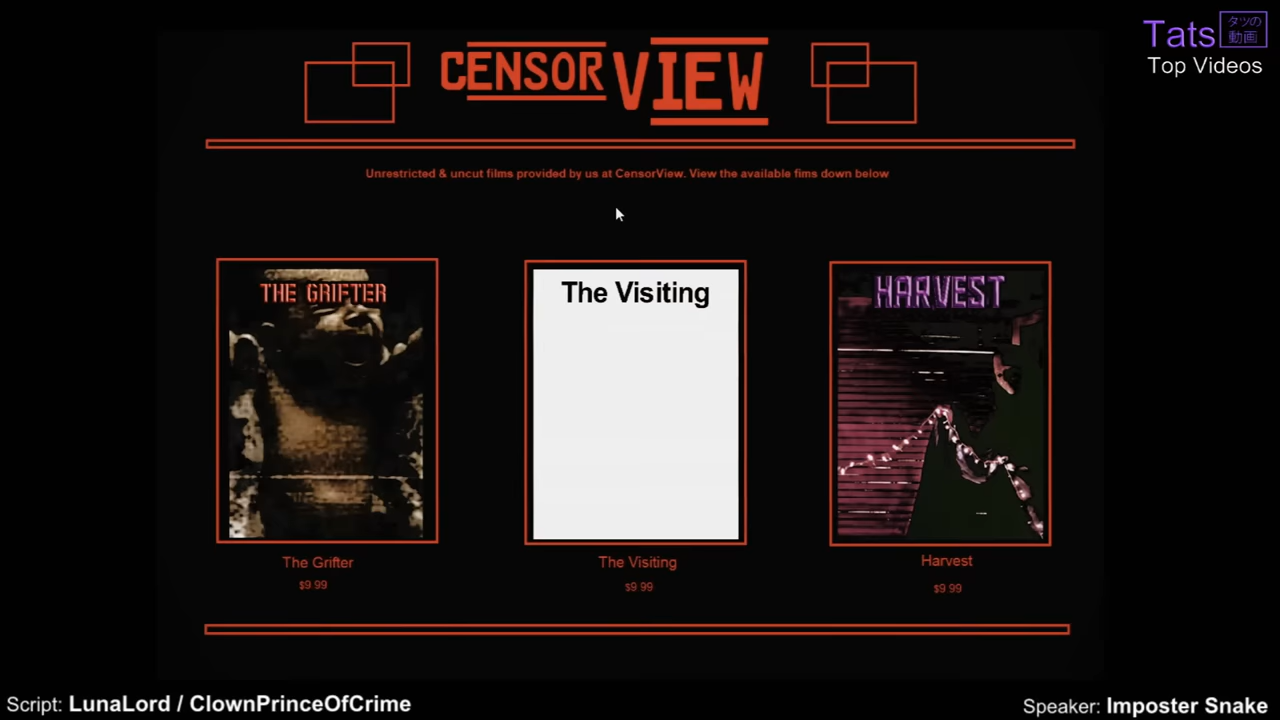 CENSOR VIEW
Tats タツの動画
Top Videos
Unrestricted & uncut films provided by us at CensorView. View the available fims down below
THE GRIFTER
The Visiting
HARVEST
The Grifter
The Visiting
Harvest
$9 99
$9 99
$9 99
Script: LunaLord / ClownPrinceOfCrime
Speaker: Imposter Snake